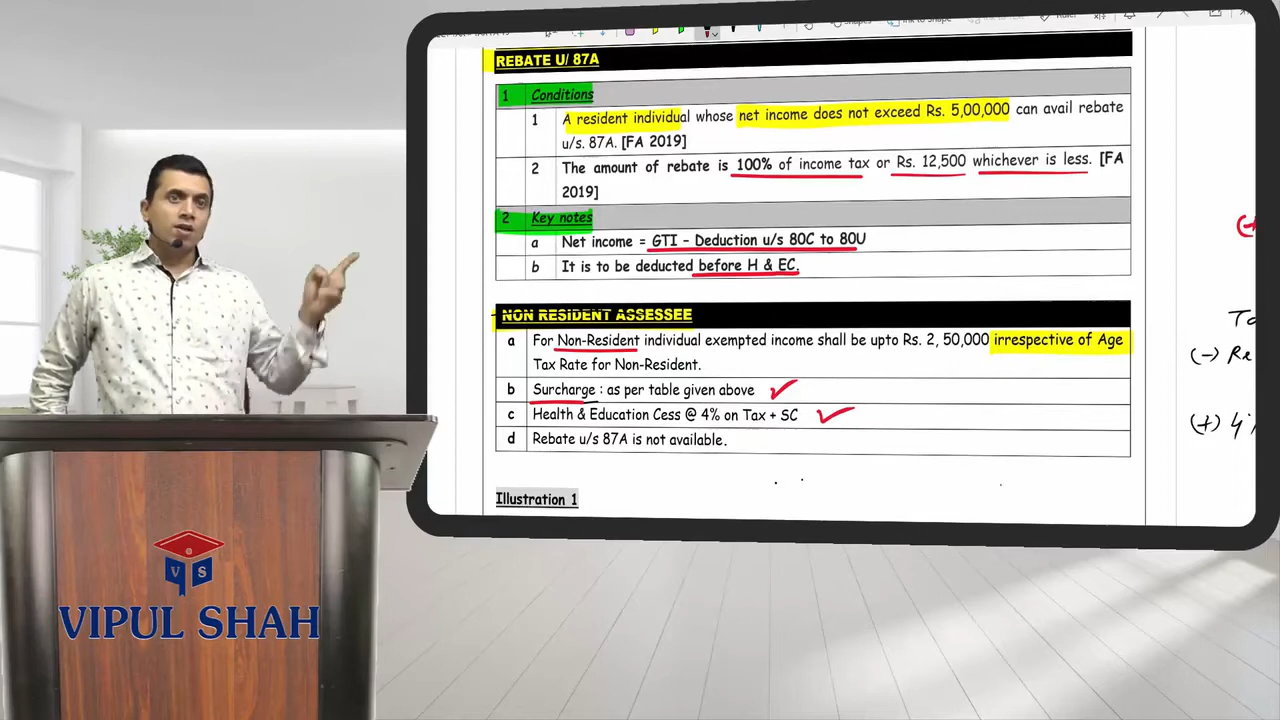 REBATE U/ 87A
1 Conditions
1 A resident individual whose net income does not exceed Rs. 5,00,000 can avail rebate
u/s. 87A. [FA 2019]
2 The amount of rebate is 100% of income tax or Rs. 12,500 whichever is less. [FA
2019]
2 Key notes
a Net income = GTI – Deduction u/s 80C to 80U
b It is to be deducted before H & EC.
NON RESIDENT ASSESSEE
a For Non-Resident individual exempted income shall be upto Rs. 2, 50,000 irrespective of Age
Tax Rate for Non-Resident.
b Surcharge : as per table given above
c Health & Education Cess @ 4% on Tax + SC
d Rebate u/s 87A is not available.
Illustration 1
(+)
To
(-) Re
(+) 4%
V S
VIPUL SHAH